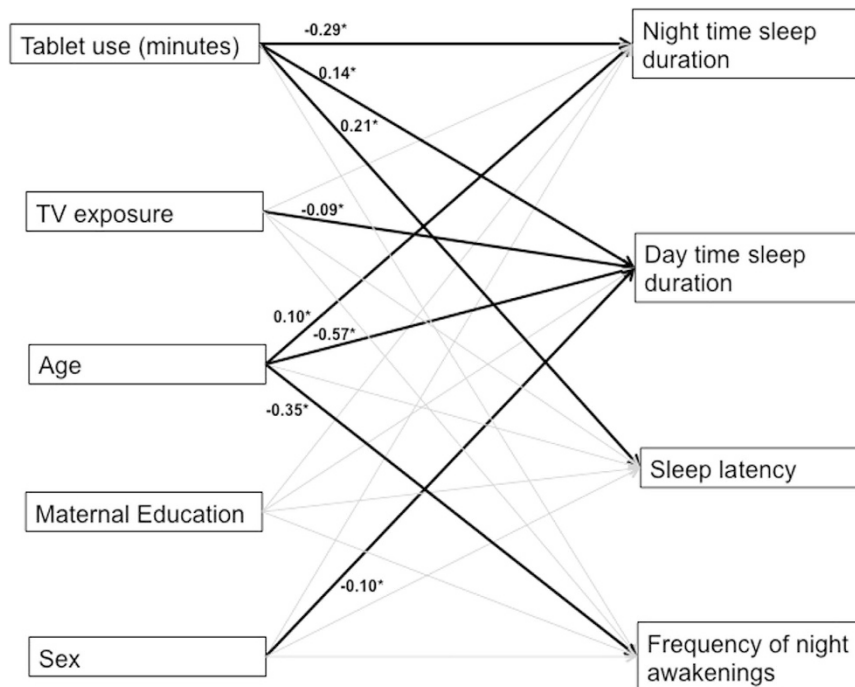 Tablet use (minutes)
-0.29*
Night time sleep
duration
0.14*
0.21*
TV exposure
-0.09*
Day time sleep
duration
0.10*
-0.57*
Age
-0.35*
Sleep latency
Maternal Education
-0.10*
Sex
Frequency of night
awakenings